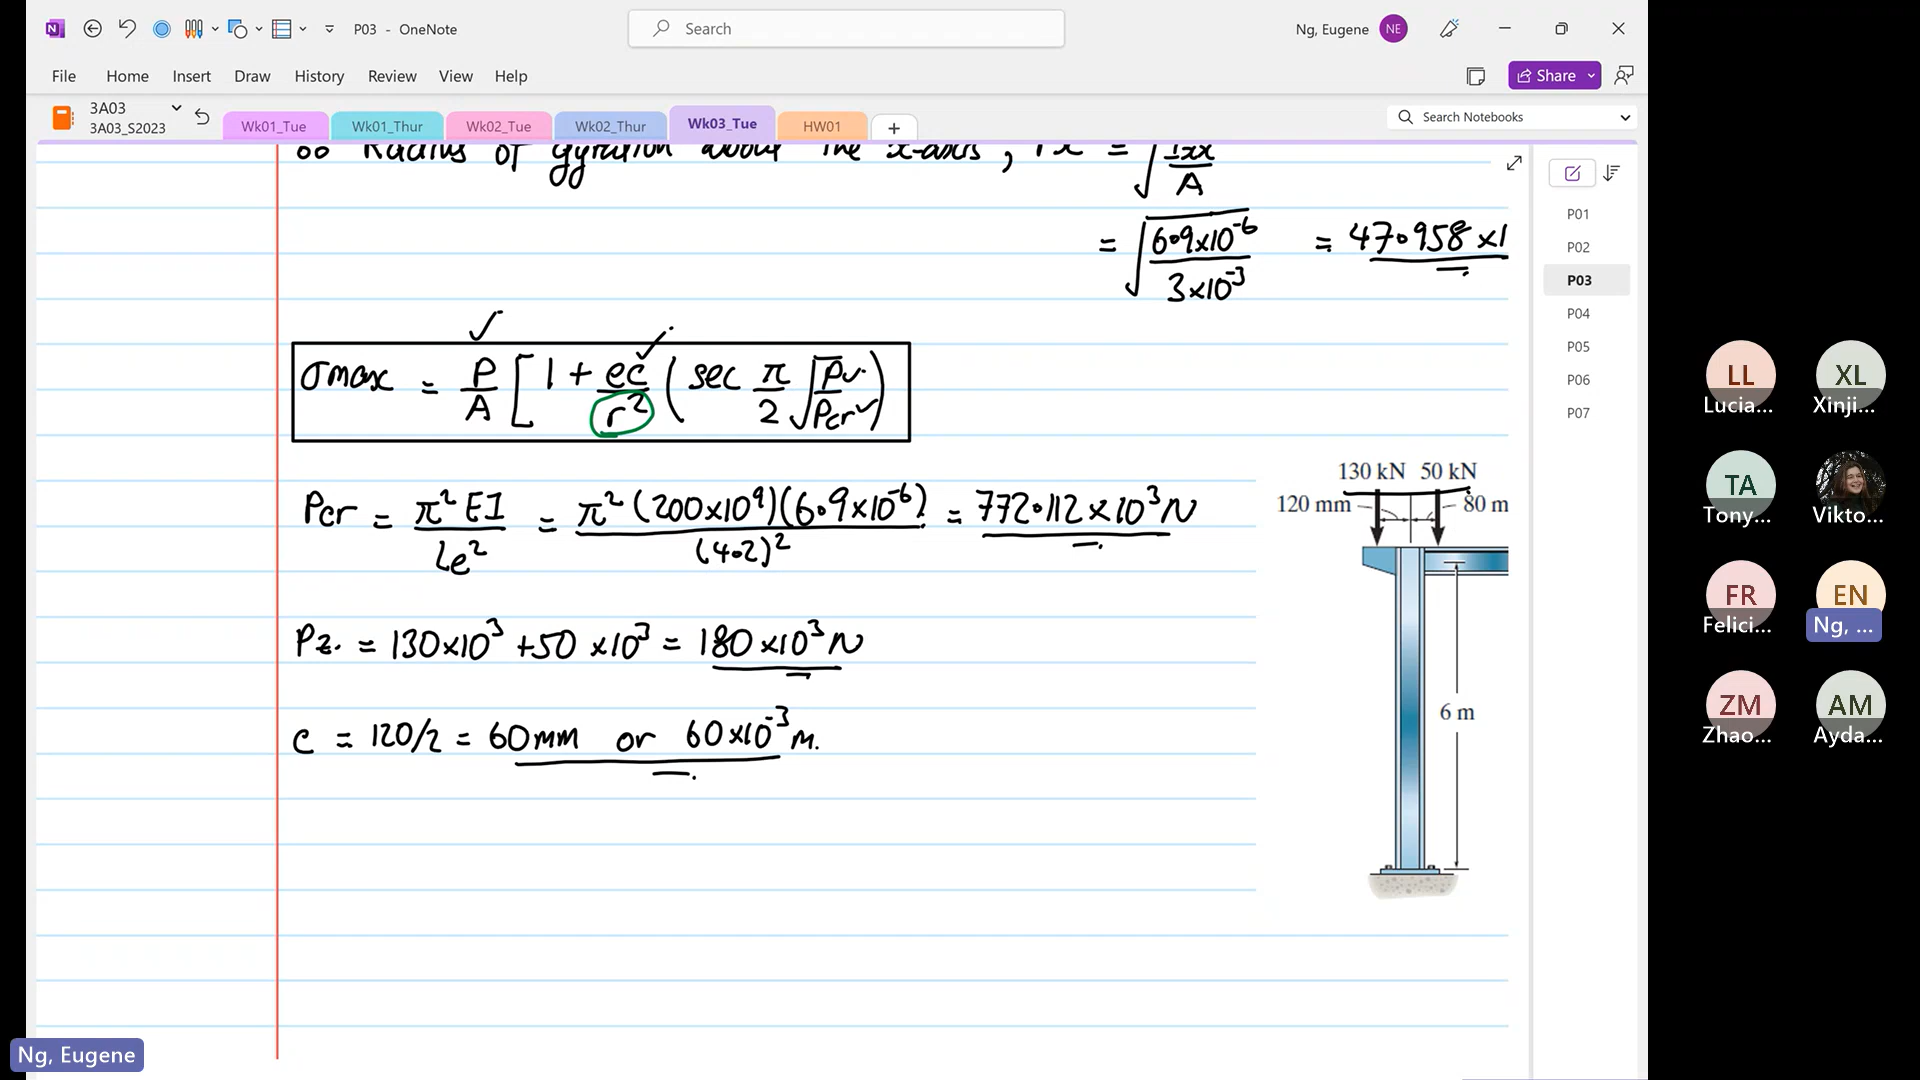 P03 - OneNote
Search
Ng, Eugene
NE
File Home Insert Draw History Review View Help
Share
3A03
3A03_S2023
Wk01_Tue Wk01_Thur Wk02_Tue Wk02_Thur Wk03_Tue HW01 +
Search Notebooks
P01
P02
P03
P04
P05
P06
P07
Radius of gyration about the x-axis, rx = √(Ixx/A)
= √(6.9x10⁻⁶/3x10⁻³) = 47.958 x1
σmax = P/A [ 1 + ec/r² ( sec π/2 √(P/Pcr) )
Pcr = π²EI/Le² = π²(200x10⁹)(6.9x10⁻⁶)/(4.2)² = 772.112 x 10³ N
Pz. = 130x10³ + 50 x10³ = 180 x10³ N
c = 120/2 = 60mm or 60x10⁻³ m.
130 kN 50 kN
120 mm 80 m
6 m
LL XL
Lucia... Xinji...
TA
Tony... Vikto...
FR EN
Felici... Ng, ...
ZM AM
Zhao... Ayda...
Ng, Eugene